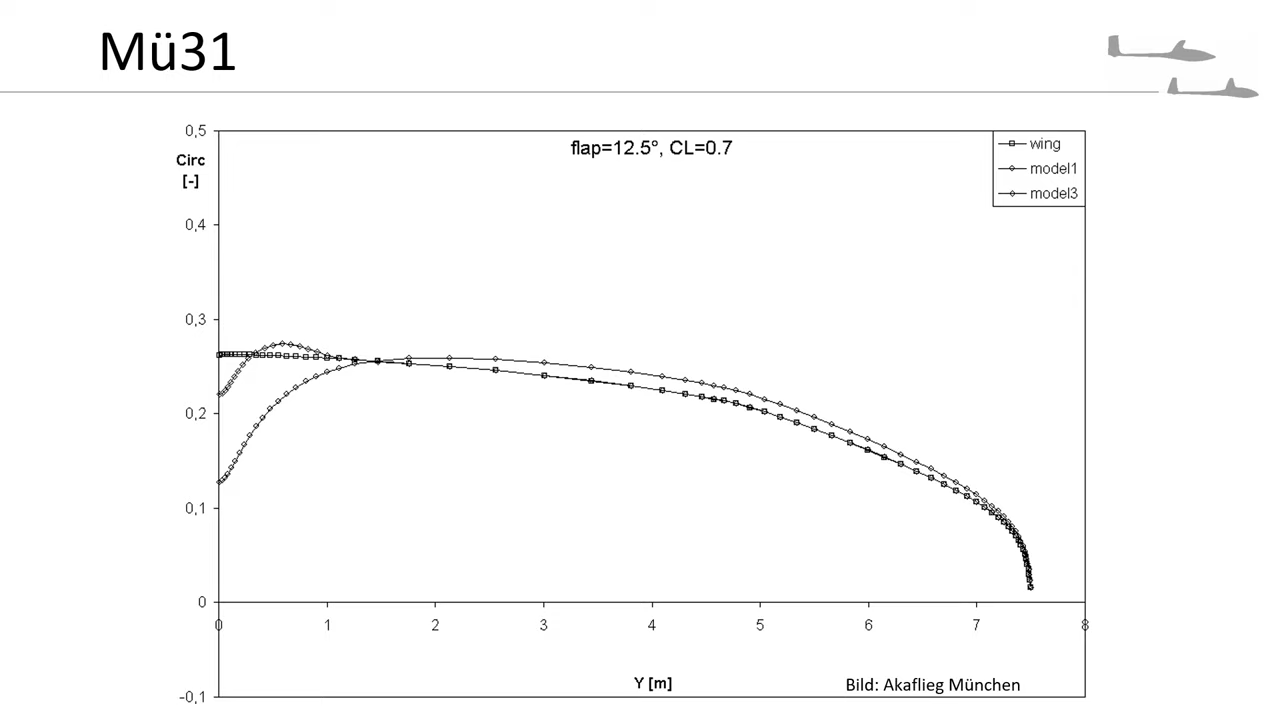 Mü31
0,5
Circ
[-]
flap=12.5°, CL=0.7
wing
model1
model3
0,4
0,3
0,2
0,1
0
0 1 2 3 4 5 6 7 8
Y [m]
Bild: Akaflieg München
-0,1